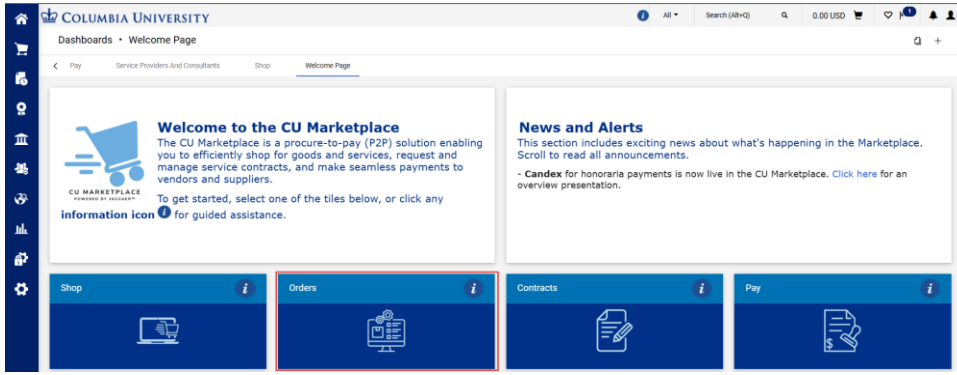 COLUMBIA UNIVERSITY
All
Search (Alt+Q)
0.00 USD
1
Dashboards • Welcome Page
Pay
Service Providers And Consultants
Shop
Welcome Page
Welcome to the CU Marketplace
The CU Marketplace is a procure-to-pay (P2P) solution enabling
you to efficiently shop for goods and services, request and
manage service contracts, and make seamless payments to
vendors and suppliers.
CU MARKETPLACE
POWERED BY JAGGAER™
To get started, select one of the tiles below, or click any
information icon i for guided assistance.
News and Alerts
This section includes exciting news about what's happening in the Marketplace.
Scroll to read all announcements.
- Candex for honoraria payments is now live in the CU Marketplace. Click here for an
overview presentation.
Shop
Orders
Contracts
Pay